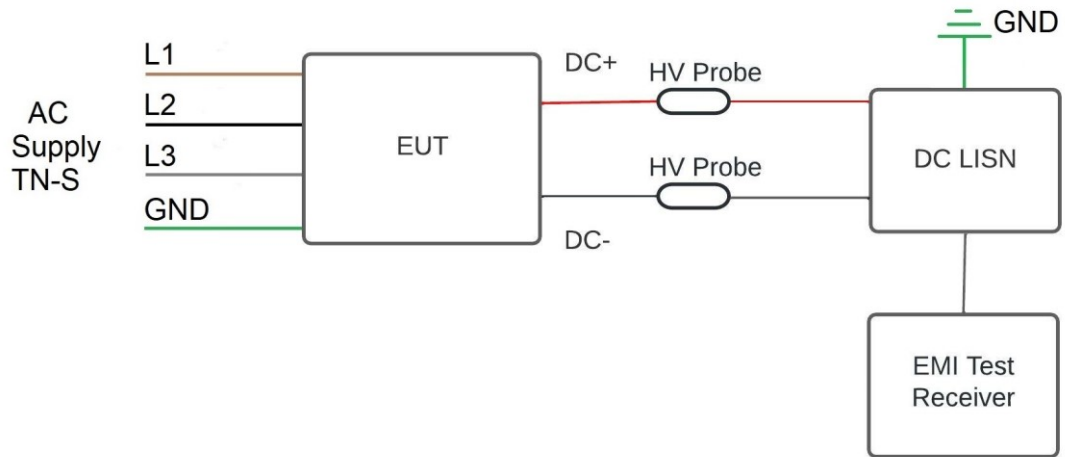 L1
L2
L3
GND
AC
Supply
TN-S
EUT
DC+
DC-
HV Probe
HV Probe
GND
DC LISN
EMI Test
Receiver